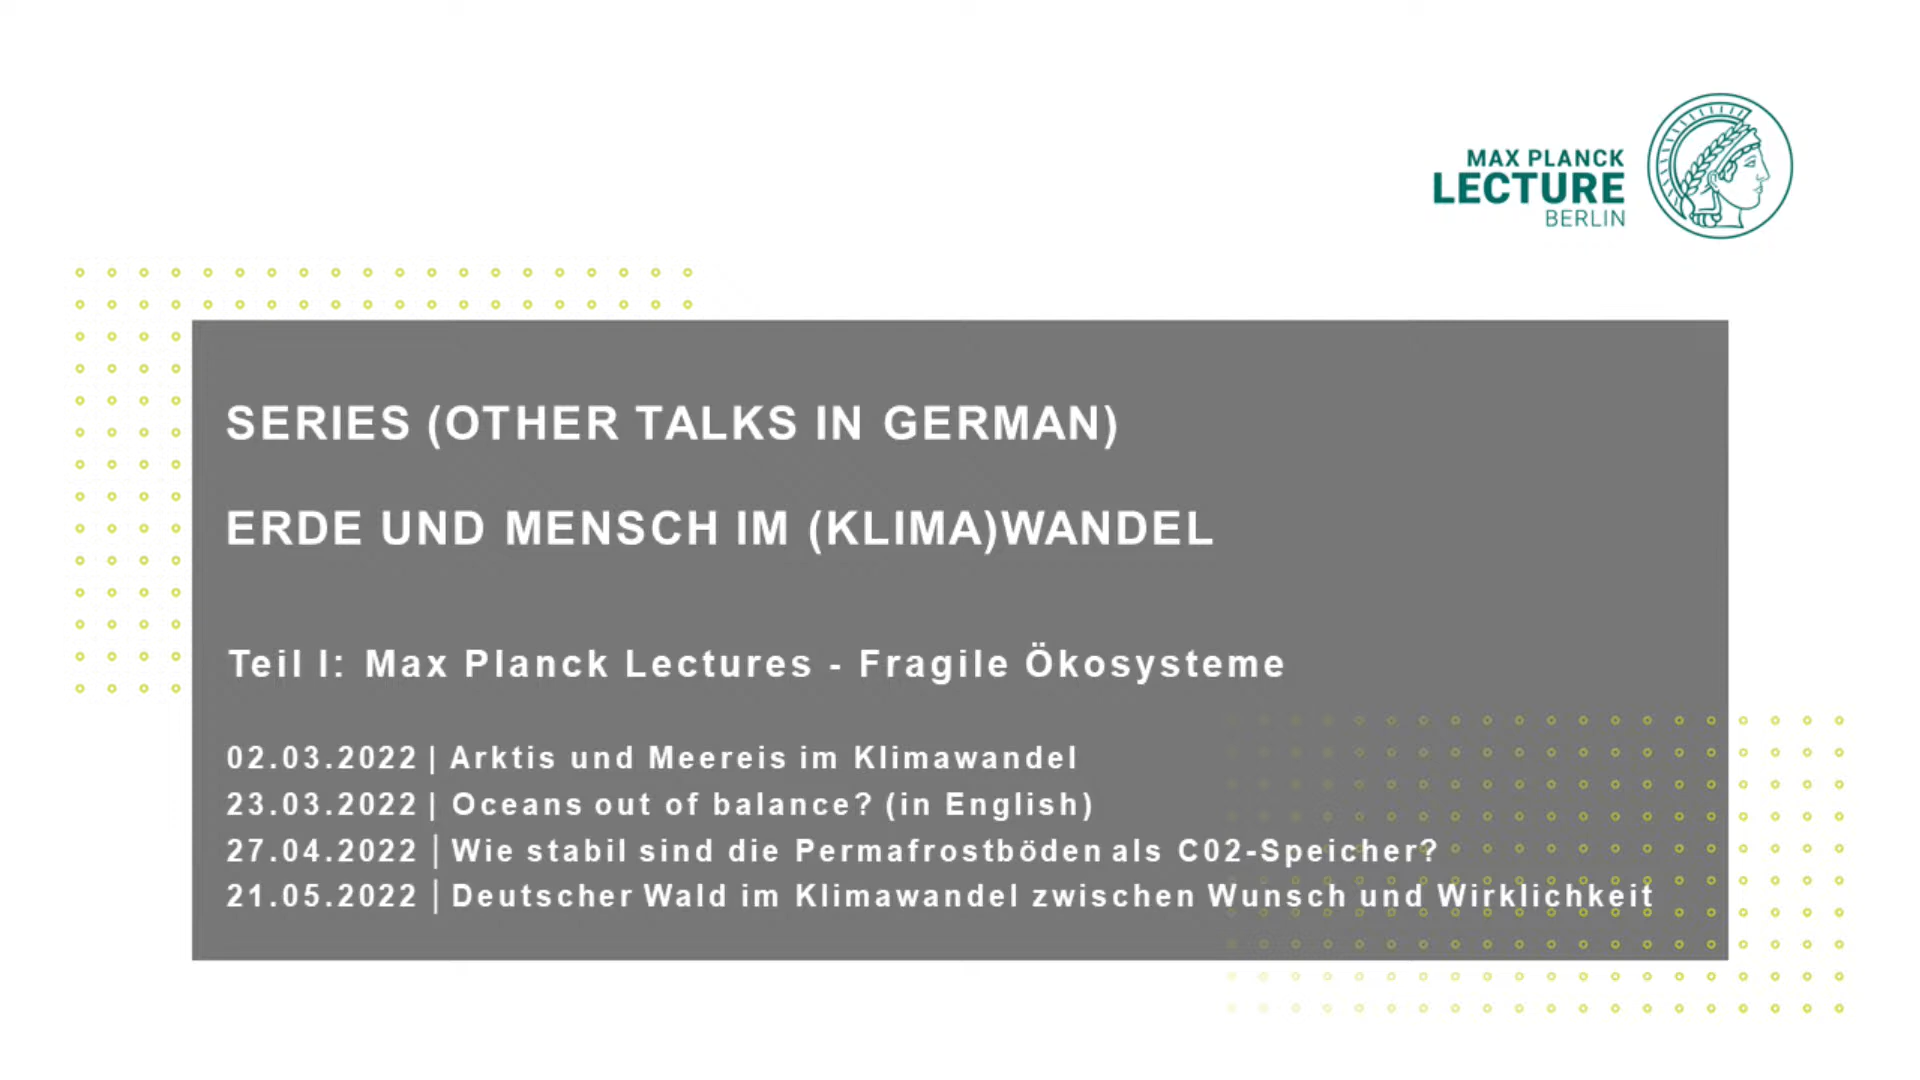 MAX PLANCK
LECTURE
BERLIN
SERIES (OTHER TALKS IN GERMAN)
ERDE UND MENSCH IM (KLIMA)WANDEL
Teil I: Max Planck Lectures - Fragile Ökosysteme
02.03.2022 | Arktis und Meereis im Klimawandel
23.03.2022 | Oceans out of balance? (in English)
27.04.2022 | Wie stabil sind die Permafrostböden als C02-Speicher?
21.05.2022 | Deutscher Wald im Klimawandel zwischen Wunsch und Wirklichkeit